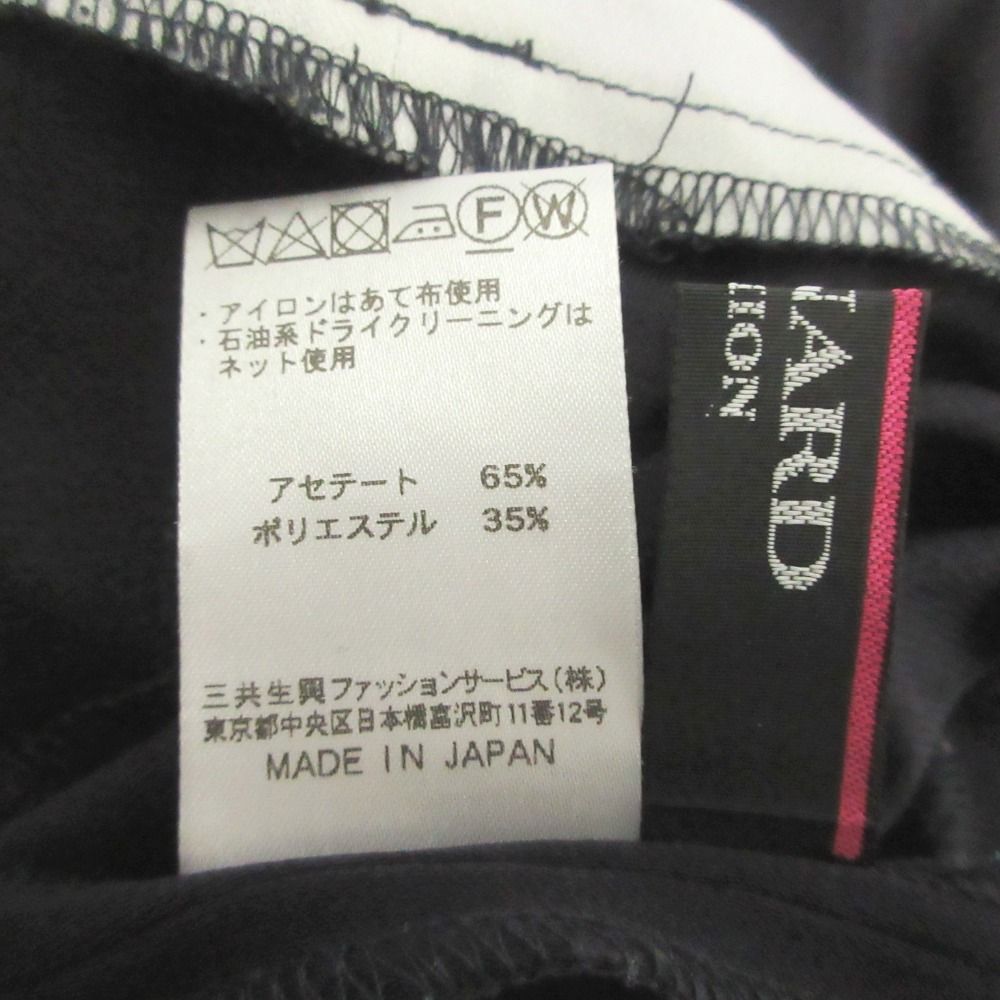 F W
・アイロンはあて布使用
・石油系ドライクリーニングは
ネット使用
アセテート 65%
ポリエステル 35%
三共生興ファッションサービス(株)
東京都中央区日本橋富沢町11番12号
MADE IN JAPAN
ARD
ION